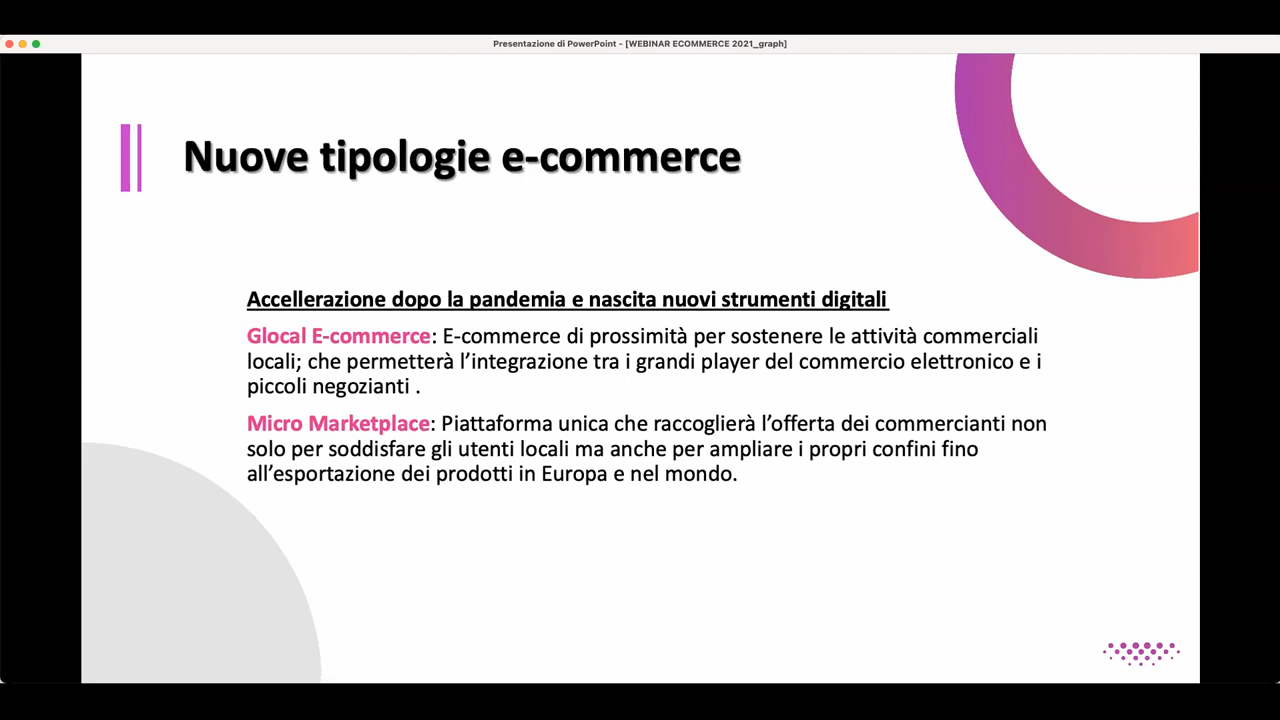 Presentazione di PowerPoint - [WEBINAR ECOMMERCE 2021_graph]
Nuove tipologie e-commerce
Accellerazione dopo la pandemia e nascita nuovi strumenti digitali
Glocal E-commerce: E-commerce di prossimità per sostenere le attività commerciali
locali; che permetterà l’integrazione tra i grandi player del commercio elettronico e i
piccoli negozianti .
Micro Marketplace: Piattaforma unica che raccoglierà l’offerta dei commercianti non
solo per soddisfare gli utenti locali ma anche per ampliare i propri confini fino
all’esportazione dei prodotti in Europa e nel mondo.